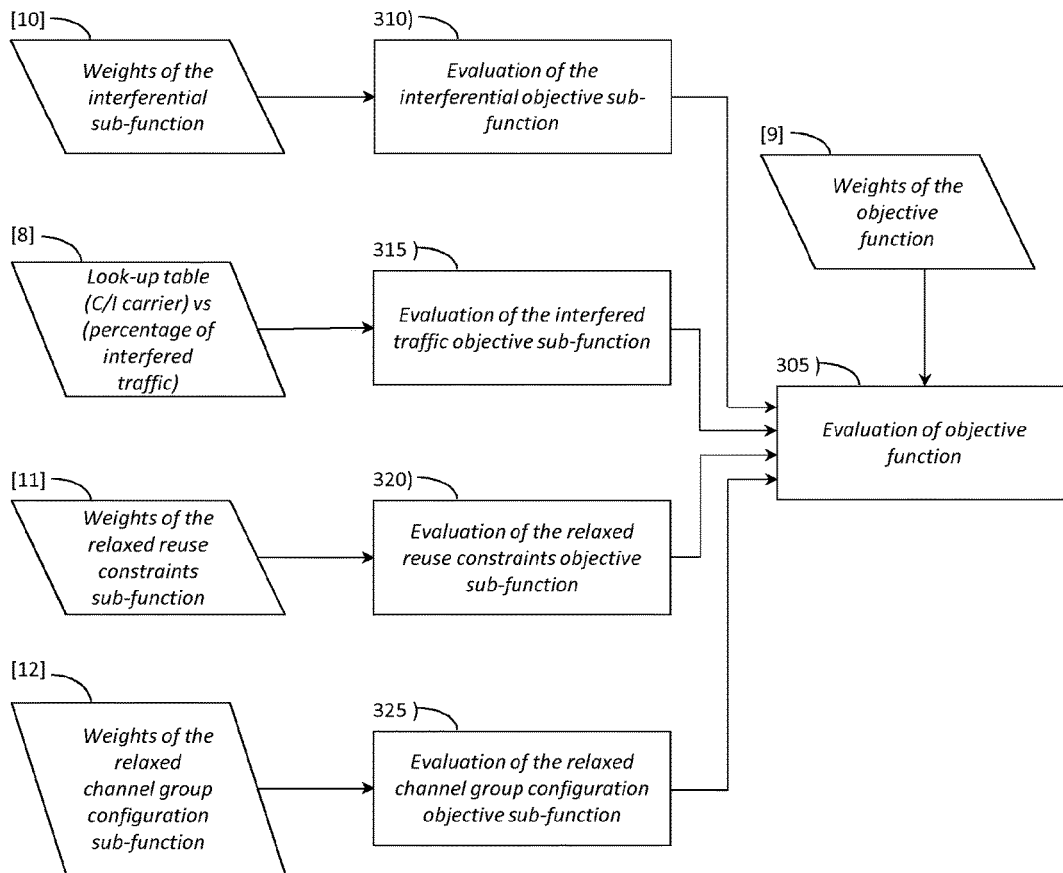 [10]
Weights of the
interferential
sub-function
310)
Evaluation of the
interferential objective sub-
function
[9]
Weights of the
objective
function
[8]
Look-up table
(C/I carrier) vs
(percentage of
interfered
traffic)
315 )
Evaluation of the interfered
traffic objective sub-function
305 )
Evaluation of objective
function
[11]
Weights of the
relaxed reuse
constraints
sub-function
320)
Evaluation of the relaxed
reuse constraints objective
sub-function
[12]
Weights of the
relaxed
channel group
configuration
sub-function
325 )
Evaluation of the relaxed
channel group configuration
objective sub-function